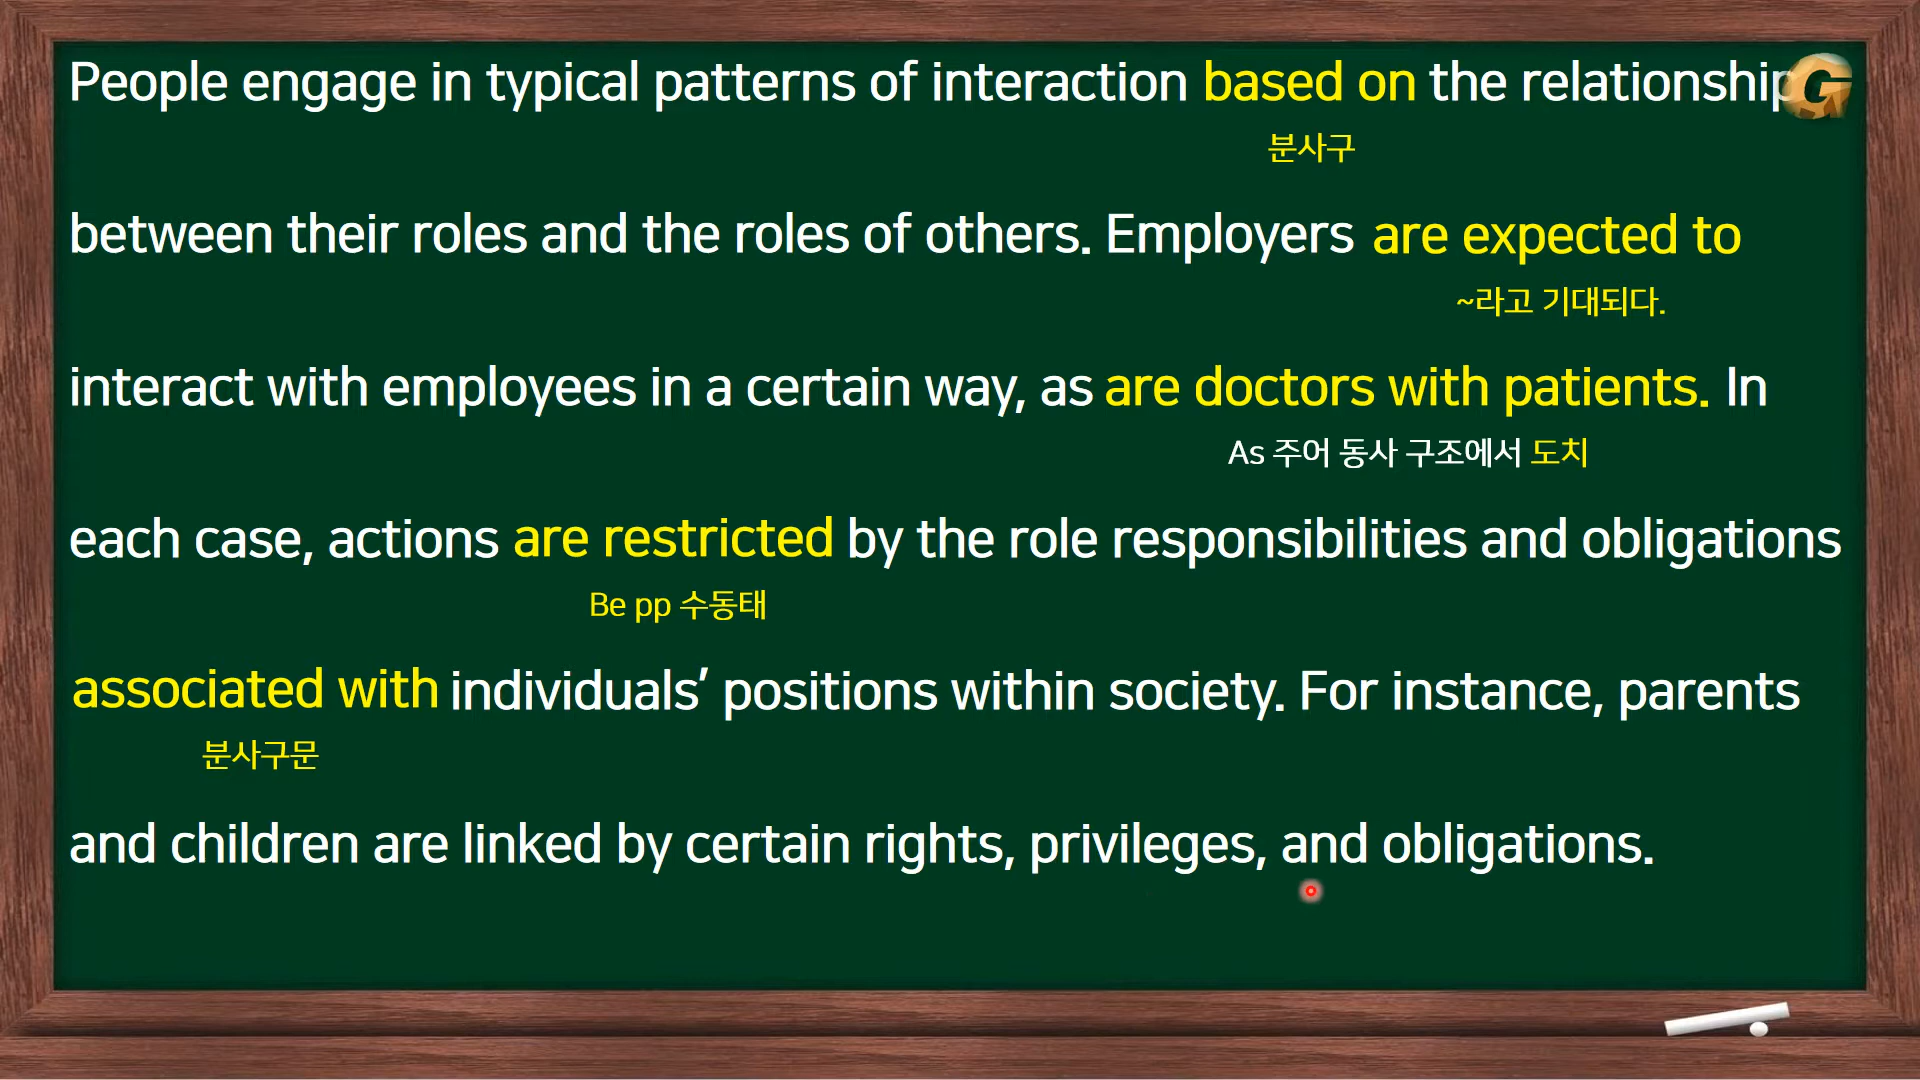 People engage in typical patterns of interaction based on the relationship
분사구
between their roles and the roles of others. Employers are expected to
~라고 기대되다.
interact with employees in a certain way, as are doctors with patients. In
As 주어 동사 구조에서 도치
each case, actions are restricted by the role responsibilities and obligations
Be pp 수동태
associated with individuals’ positions within society. For instance, parents
분사구문
and children are linked by certain rights, privileges, and obligations.
G